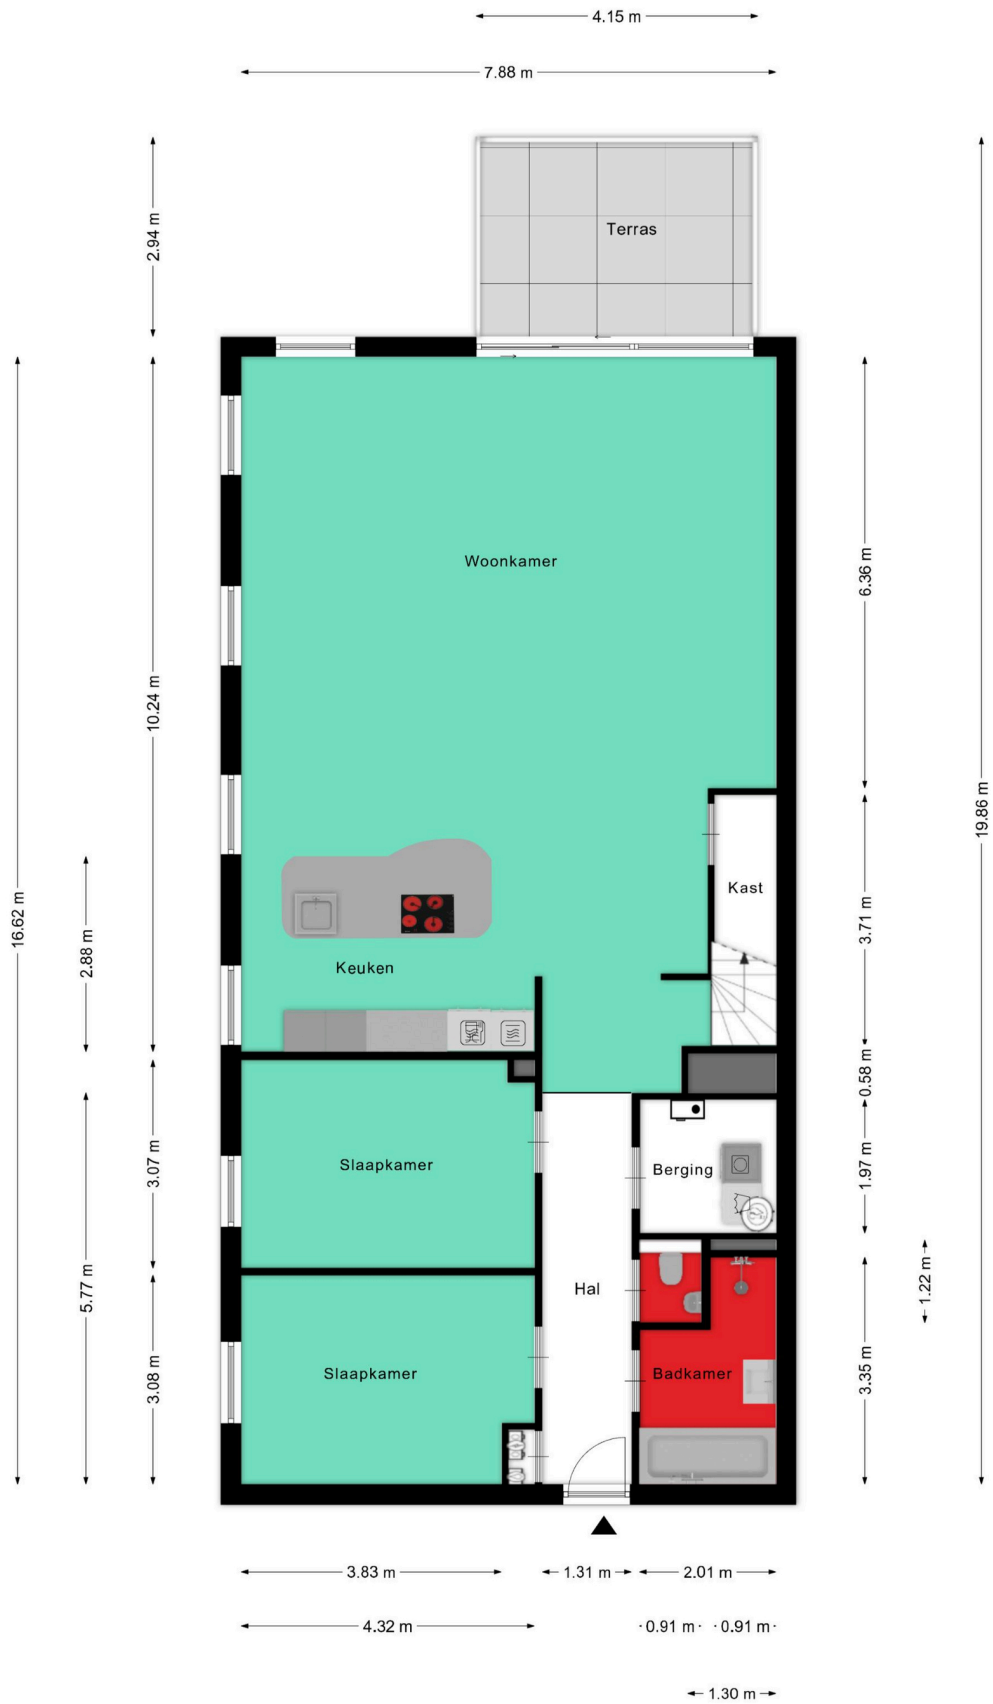 4.15 m
7.88 m
2.94 m
Terras
16.62 m
10.24 m
6.36 m
19.86 m
Woonkamer
2.88 m
Kast
3.71 m
Keuken
0.58 m
3.07 m
Slaapkamer
Berging
1.97 m
5.77 m
Hal
1.22 m
3.08 m
Slaapkamer
Badkamer
3.35 m
3.83 m
1.31 m
2.01 m
4.32 m
0.91 m
0.91 m
1.30 m